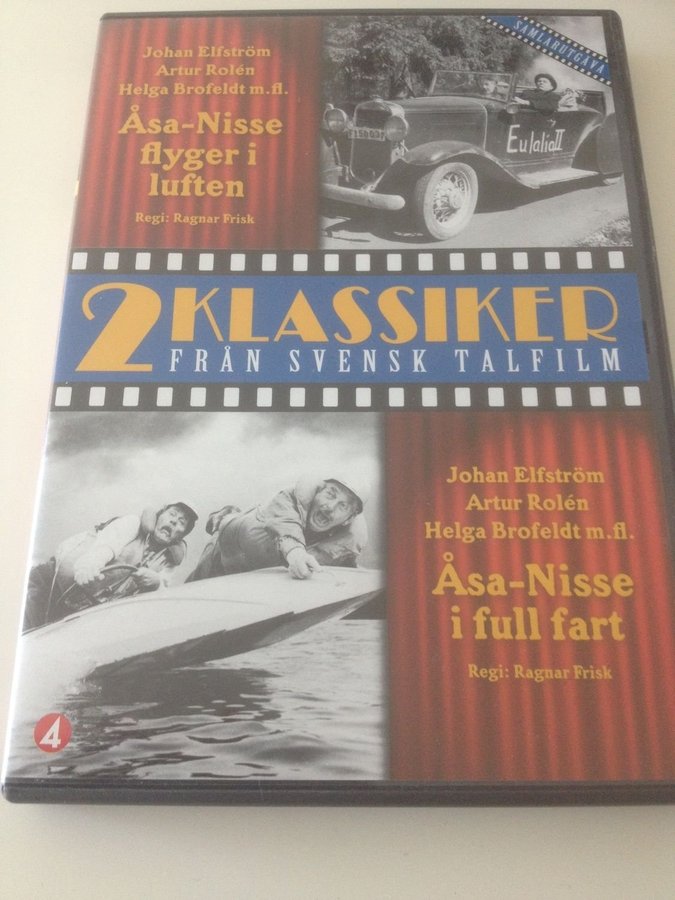 Johan Elfström
Artur Rolén
Helga Brofeldt m.fl.
Åsa-Nisse
flyger i
luften
Regi: Ragnar Frisk
SAMLARUTGÅVA
Eulalia II
2 KLASSIKER
FRÅN SVENSK TALFILM
Johan Elfström
Artur Rolén
Helga Brofeldt m.fl.
Åsa-Nisse
i full fart
Regi: Ragnar Frisk
4